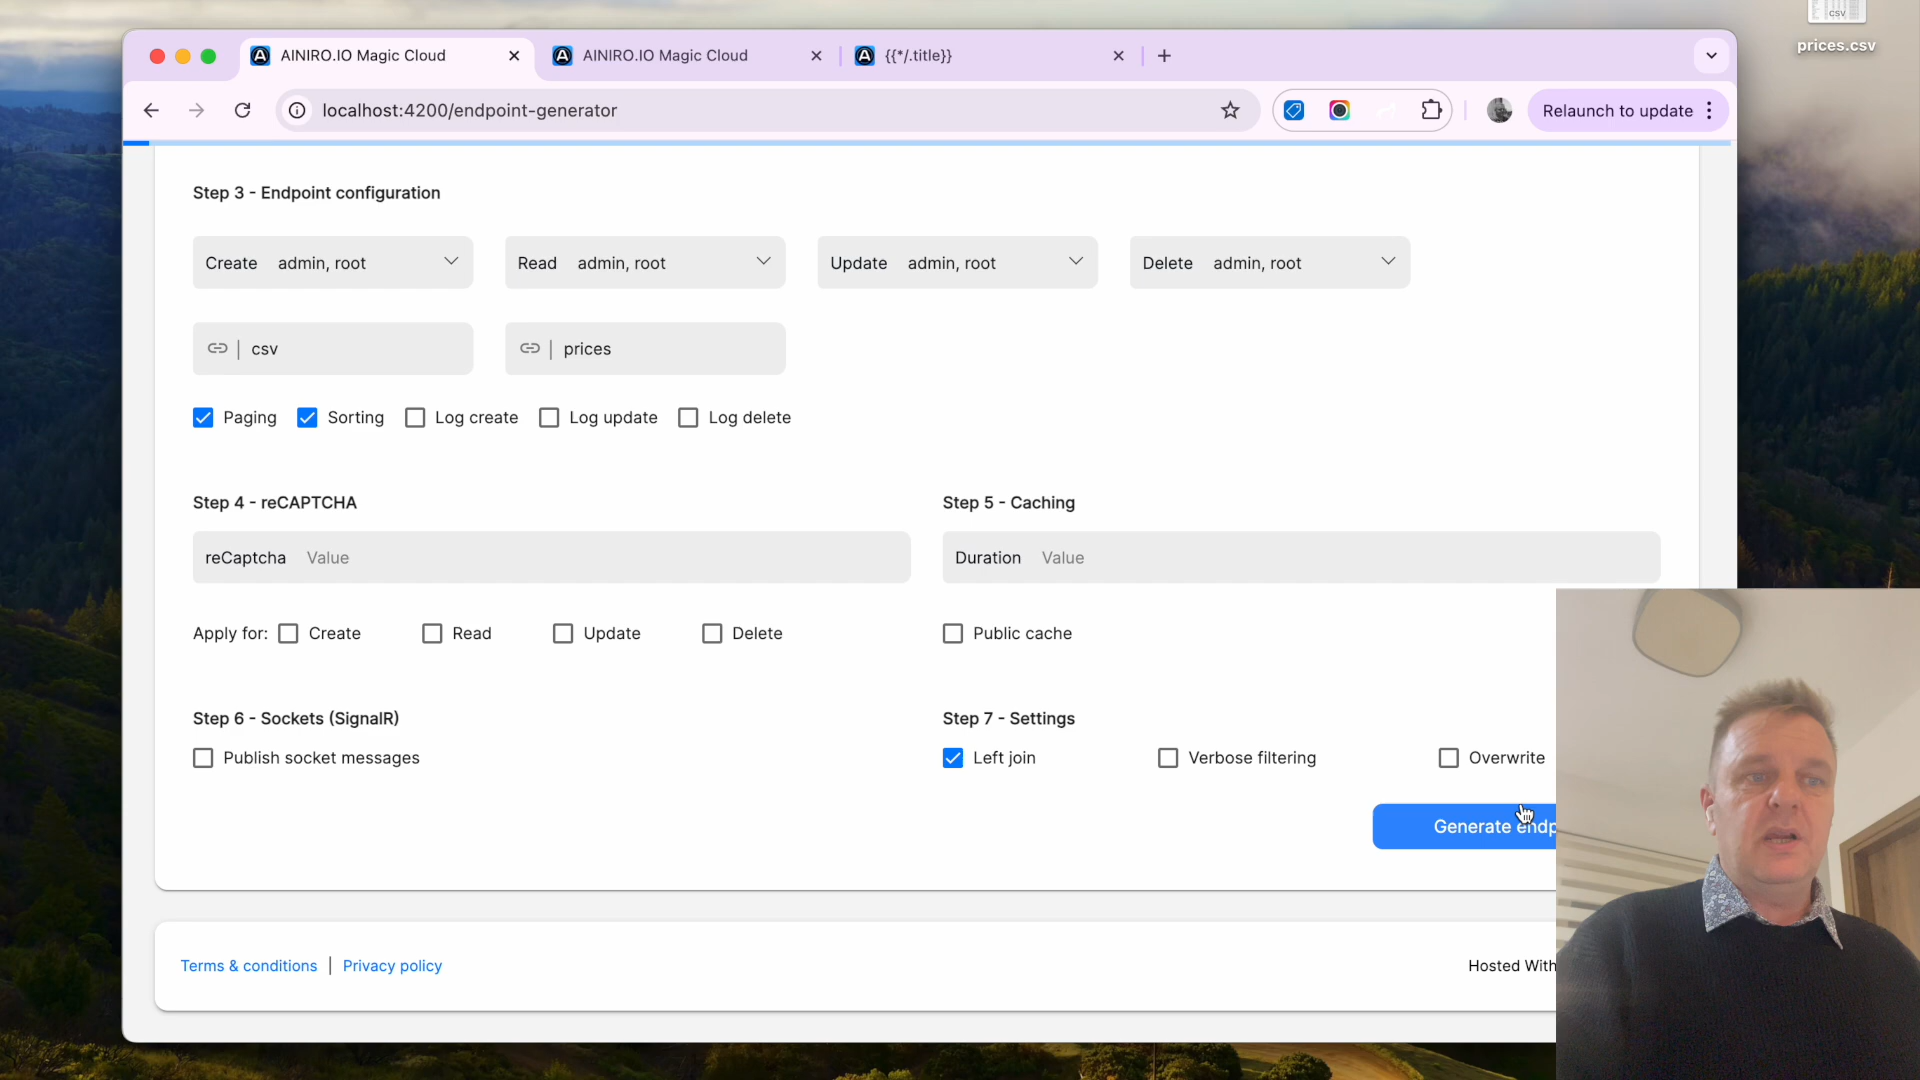 CSV
prices.csv
AINIRO.IO Magic Cloud
AINIRO.IO Magic Cloud
{{*/.title}}
localhost:4200/endpoint-generator
Relaunch to update
Step 3 - Endpoint configuration
Create admin, root
Read admin, root
Update admin, root
Delete admin, root
csv
prices
Paging
Sorting
Log create
Log update
Log delete
Step 4 - reCAPTCHA
Step 5 - Caching
reCaptcha Value
Duration Value
Apply for:
Create
Read
Update
Delete
Public cache
Step 6 - Sockets (SignalR)
Step 7 - Settings
Publish socket messages
Left join
Verbose filtering
Overwrite
Generate endp
Terms & conditions | Privacy policy
Hosted With